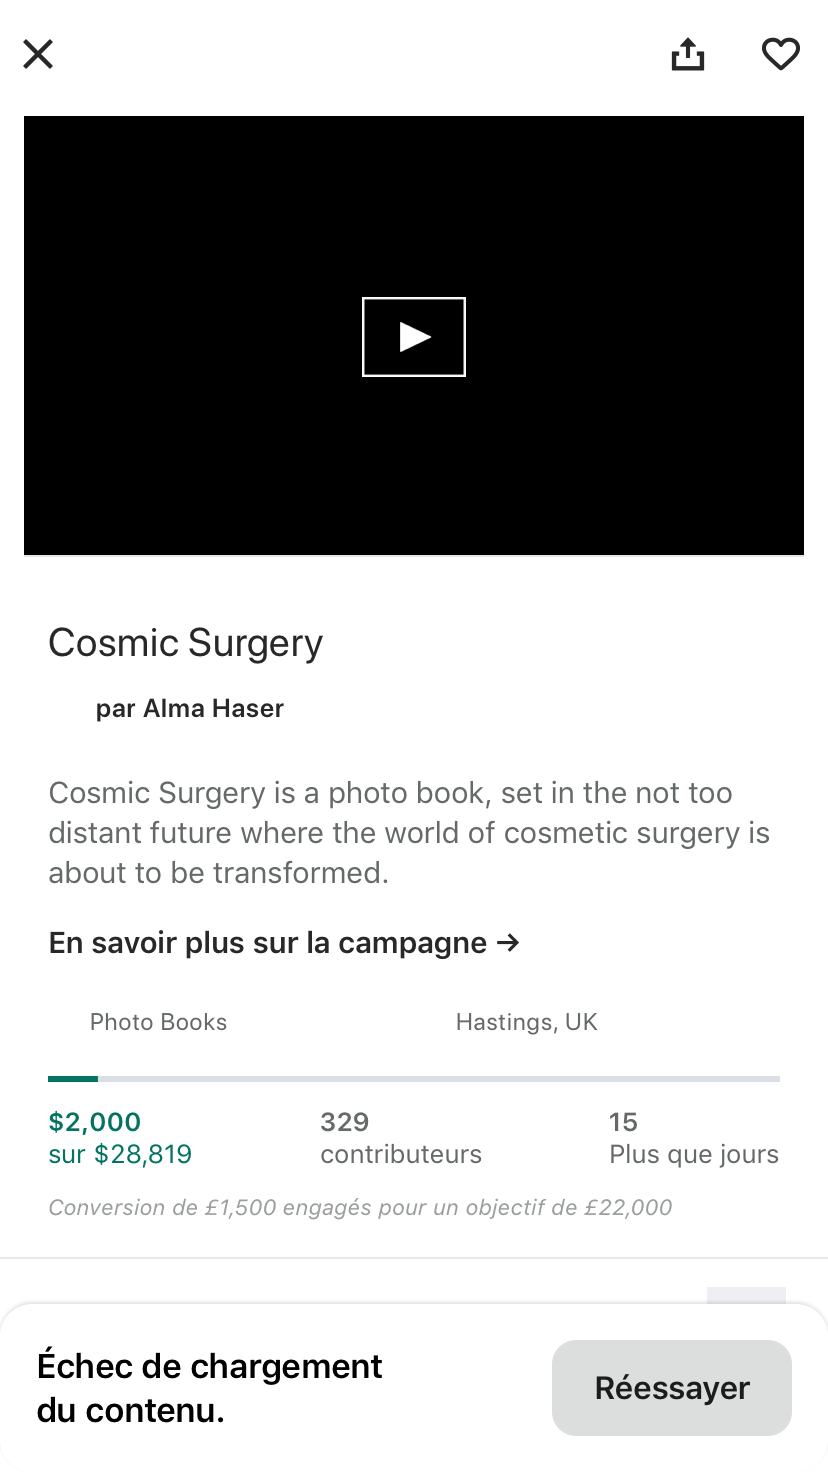 Cosmic Surgery
par Alma Haser
Cosmic Surgery is a photo book, set in the not too
distant future where the world of cosmetic surgery is
about to be transformed.
En savoir plus sur la campagne →
Photo Books
Hastings, UK
$2,000
sur $28,819
329
contributeurs
15
Plus que jours
Conversion de £1,500 engagés pour un objectif de £22,000
Échec de chargement
du contenu.
Réessayer